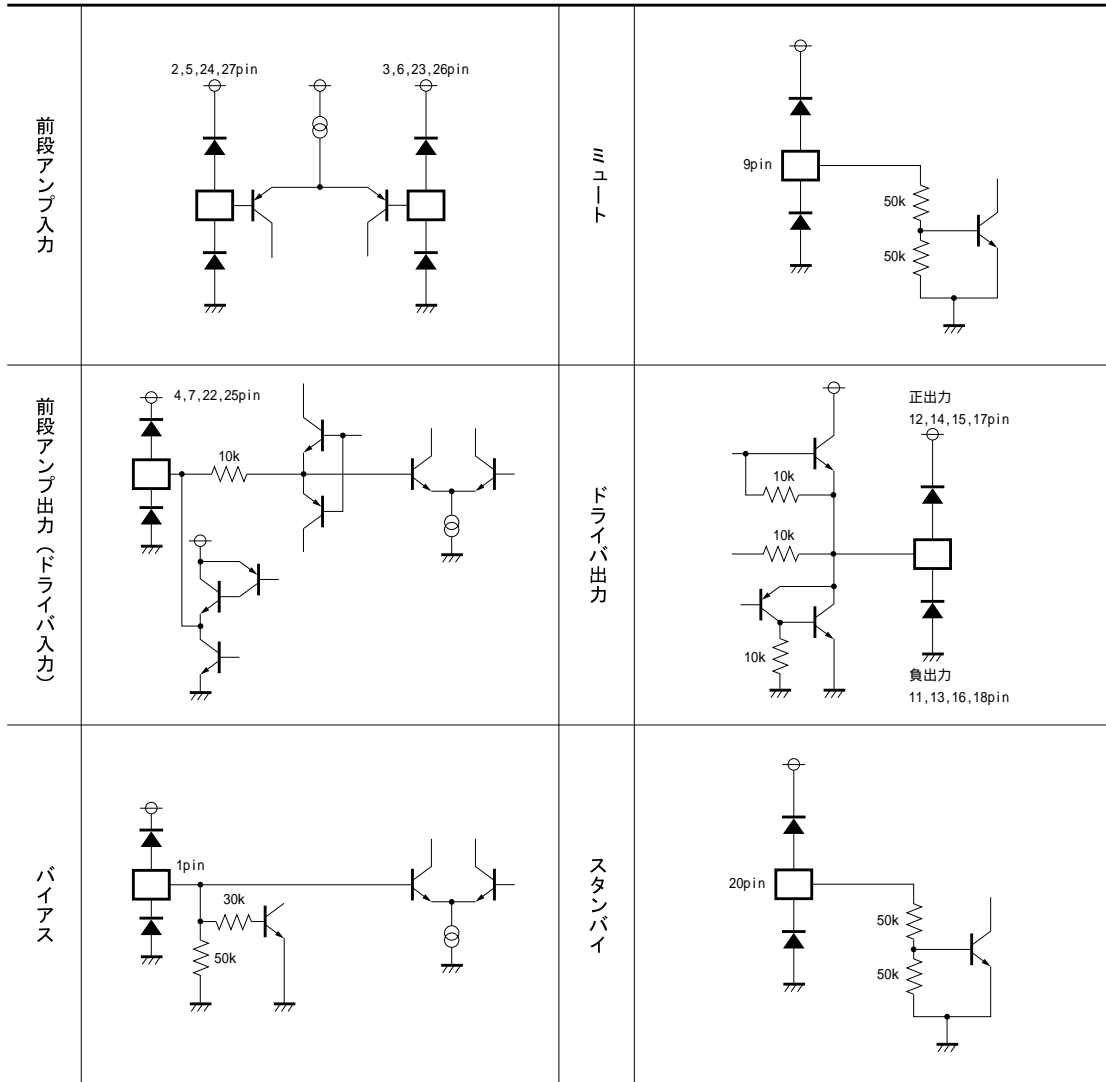 前段アンプ入力
2,5,24,27pin
3,6,23,26pin
ミュート
9pin
50k
50k
前段アンプ出力（ドライバ入力）
4,7,22,25pin
10k
ドライバ出力
正出力
12,14,15,17pin
10k
10k
10k
負出力
11,13,16,18pin
バイアス
1pin
30k
50k
スタンバイ
20pin
50k
50k